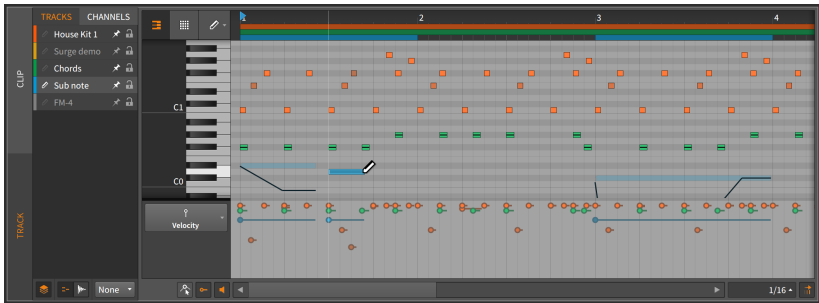 TRACKS CHANNELS
House Kit 1
Surge demo
Chords
Sub note
FM-4
CLIP
TRACK
1 2 3 4
C1
C0
Velocity
None
1/16